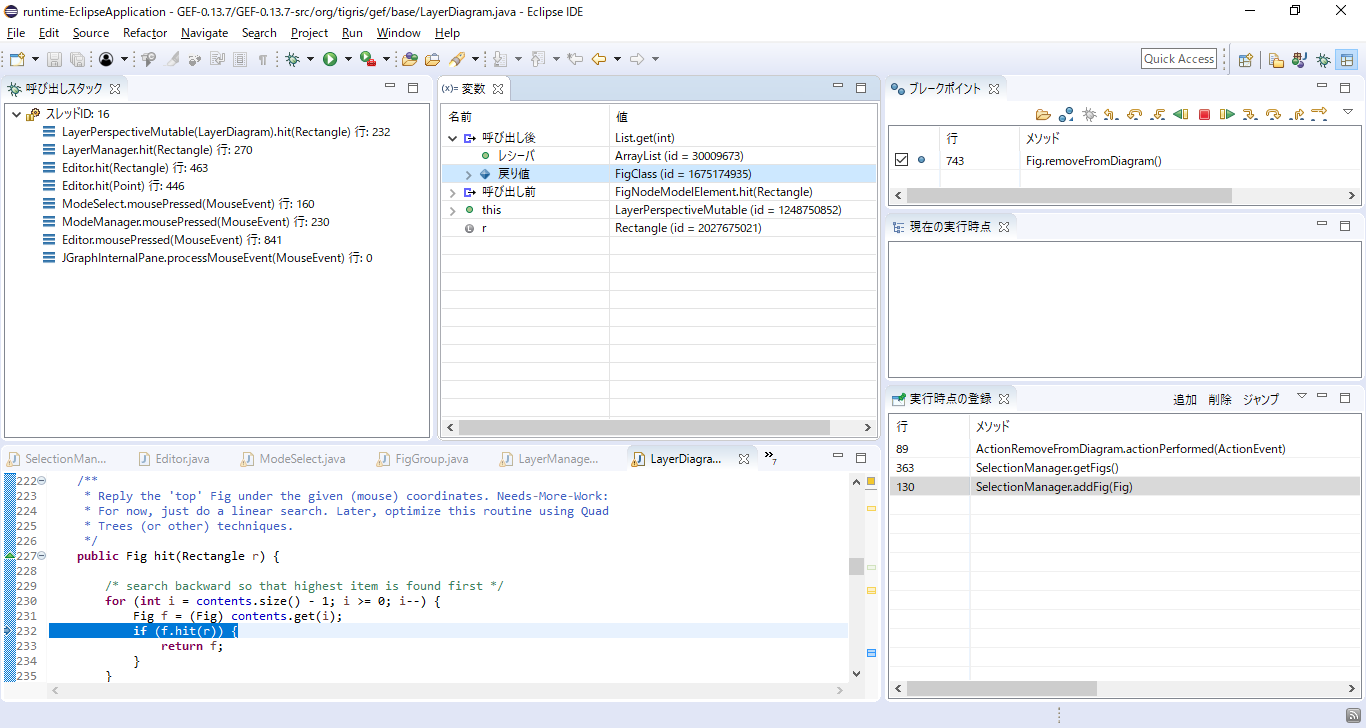 runtime-EclipseApplication - GEF-0.13.7/GEF-0.13.7-src/org/tigris/gef/base/LayerDiagram.java - Eclipse IDE
File Edit Source Refactor Navigate Search Project Run Window Help
Quick Access
呼び出しスタック
スレッドID: 16
LayerPerspectiveMutable(LayerDiagram).hit(Rectangle) 行: 232
LayerManager.hit(Rectangle) 行: 270
Editor.hit(Rectangle) 行: 463
Editor.hit(Point) 行: 446
ModeSelect.mousePressed(MouseEvent) 行: 160
ModeManager.mousePressed(MouseEvent) 行: 230
Editor.mousePressed(MouseEvent) 行: 841
JGraphInternalPane.processMouseEvent(MouseEvent) 行: 0
(x)= 変数
名前 値
呼び出し後 List.get(int)
レシーバ ArrayList (id = 30009673)
戻り値 FigClass (id = 1675174935)
呼び出し前 FigNodeModelElement.hit(Rectangle)
this LayerPerspectiveMutable (id = 1248750852)
r Rectangle (id = 2027675021)
ブレークポイント
行 メソッド
743 Fig.removeFromDiagram()
現在の実行時点
実行時点の登録 追加 削除 ジャンプ
行 メソッド
89 ActionRemoveFromDiagram.actionPerformed(ActionEvent)
363 SelectionManager.getFigs()
130 SelectionManager.addFig(Fig)
SelectionMan... Editor.java ModeSelect.java FigGroup.java LayerManage... LayerDiagra... »7
222 /**
223 * Reply the 'top' Fig under the given (mouse) coordinates. Needs-More-Work:
224 * For now, just do a linear search. Later, optimize this routine using Quad
225 * Trees (or other) techniques.
226 */
227 public Fig hit(Rectangle r) {
228
229 /* search backward so that highest item is found first */
230 for (int i = contents.size() - 1; i >= 0; i--) {
231 Fig f = (Fig) contents.get(i);
232 if (f.hit(r)) {
233 return f;
234 }
235 }